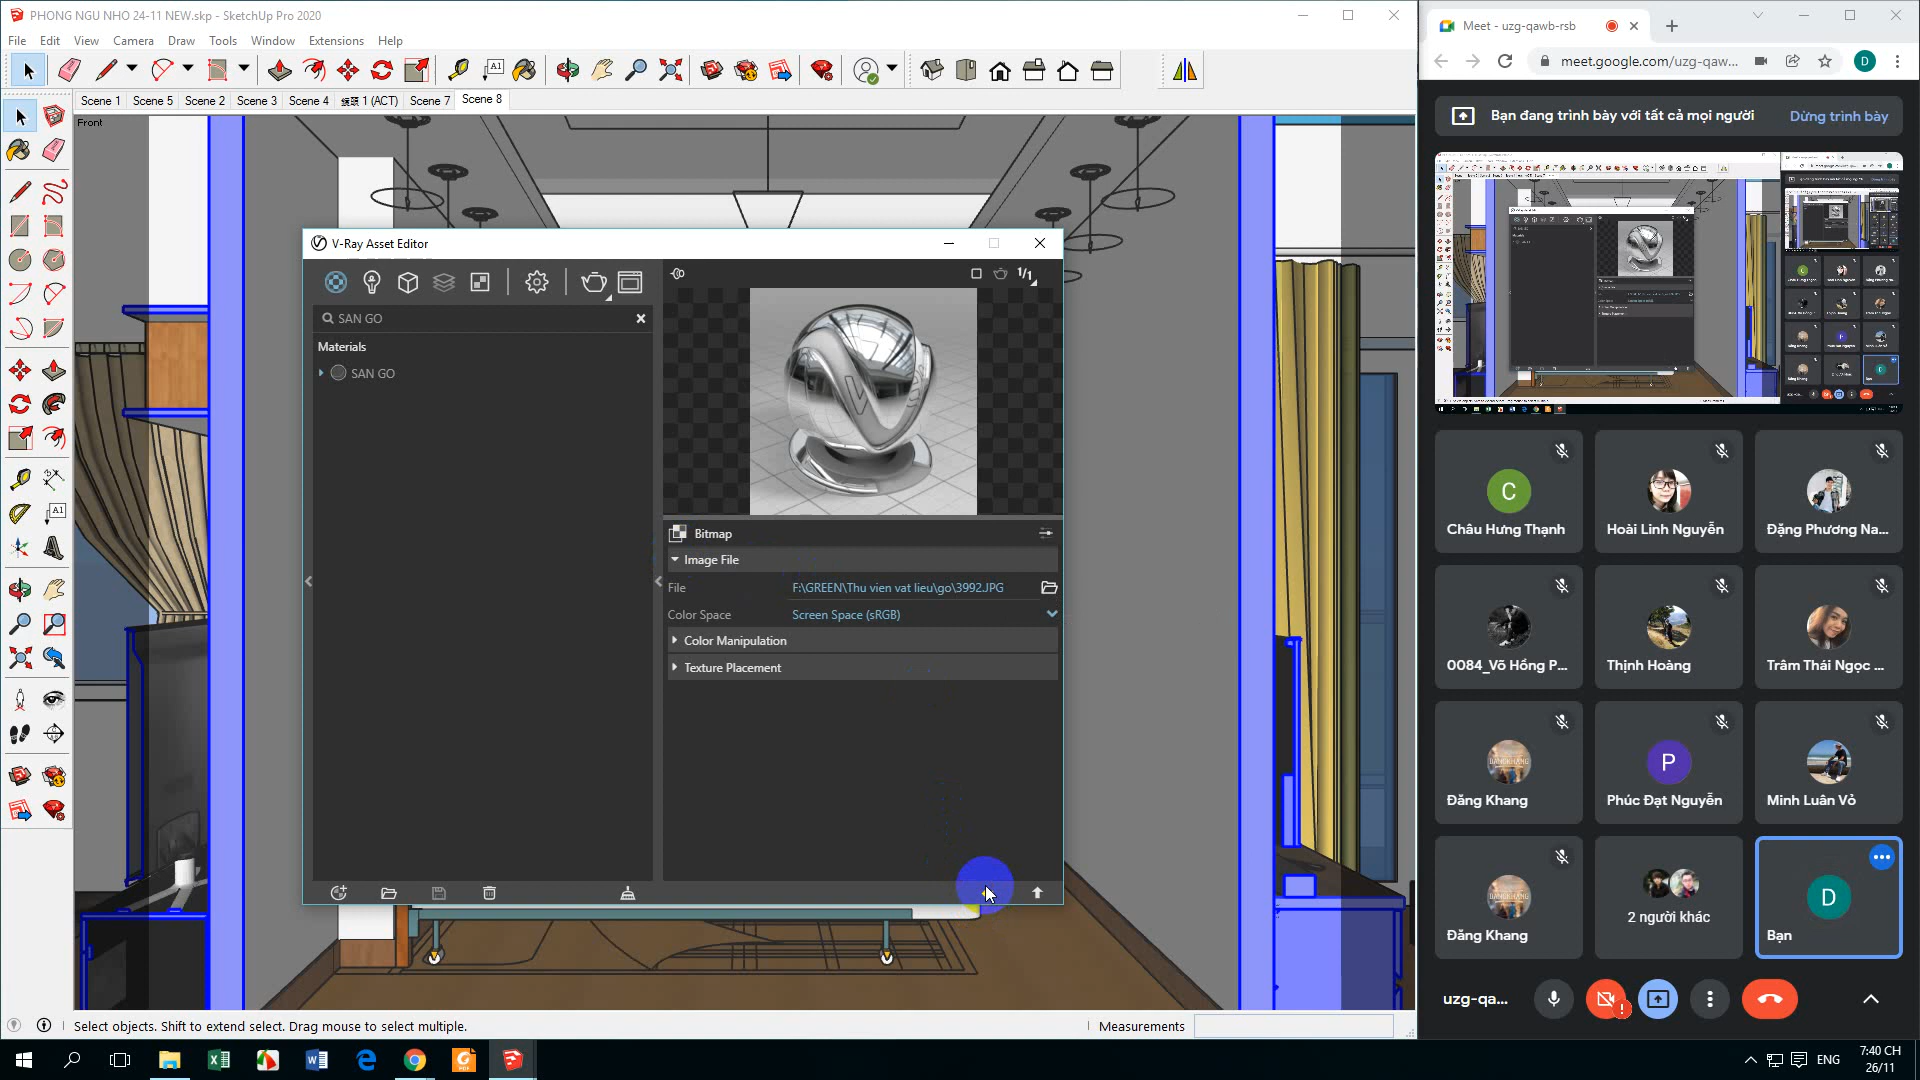 PHONG NGU NHO 24-11 NEW.skp - SketchUp Pro 2020
File Edit View Camera Draw Tools Window Extensions Help
Scene 1 Scene 5 Scene 2 Scene 3 Scene 4 1 (ACT) Scene 7 Scene 8
Front
V-Ray Asset Editor
1/1
SAN GO
Materials
SAN GO
Bitmap
Image File
File F:\GREEN\Thu vien vat lieu\go\3992.JPG
Color Space Screen Space (sRGB)
Color Manipulation
Texture Placement
Select objects. Shift to extend select. Drag mouse to select multiple.
Measurements
Meet - uzg-qawb-rsb
meet.google.com/uzg-qaw...
D
Bạn đang trình bày với tất cả mọi người
Dừng trình bày
C
Châu Hưng Thạnh
Hoài Linh Nguyễn
Đặng Phương Na...
0084_Võ Hồng P...
Thịnh Hoàng
Trâm Thái Ngọc ...
Đăng Khang
P
Phúc Đạt Nguyễn
Minh Luân Vỏ
Đăng Khang
2 người khác
D
Bạn
uzg-qa...
ENG
7:40 CH
26/11